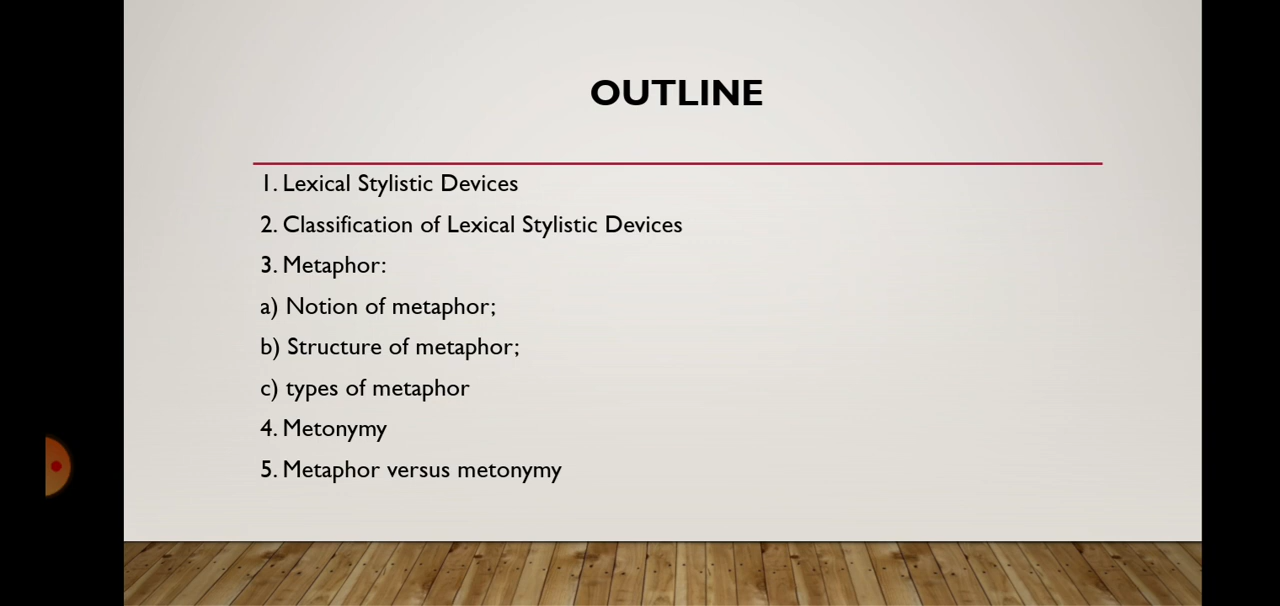 OUTLINE
1. Lexical Stylistic Devices
2. Classification of Lexical Stylistic Devices
3. Metaphor:
a) Notion of metaphor;
b) Structure of metaphor;
c) types of metaphor
4. Metonymy
5. Metaphor versus metonymy